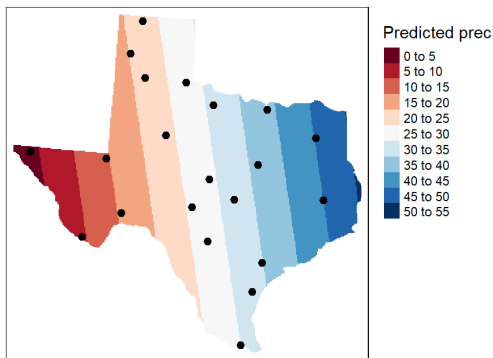 Predicted preci
0 to 5
5 to 10
10 to 15
15 to 20
20 to 25
25 to 30
30 to 35
35 to 40
40 to 45
45 to 50
50 to 55